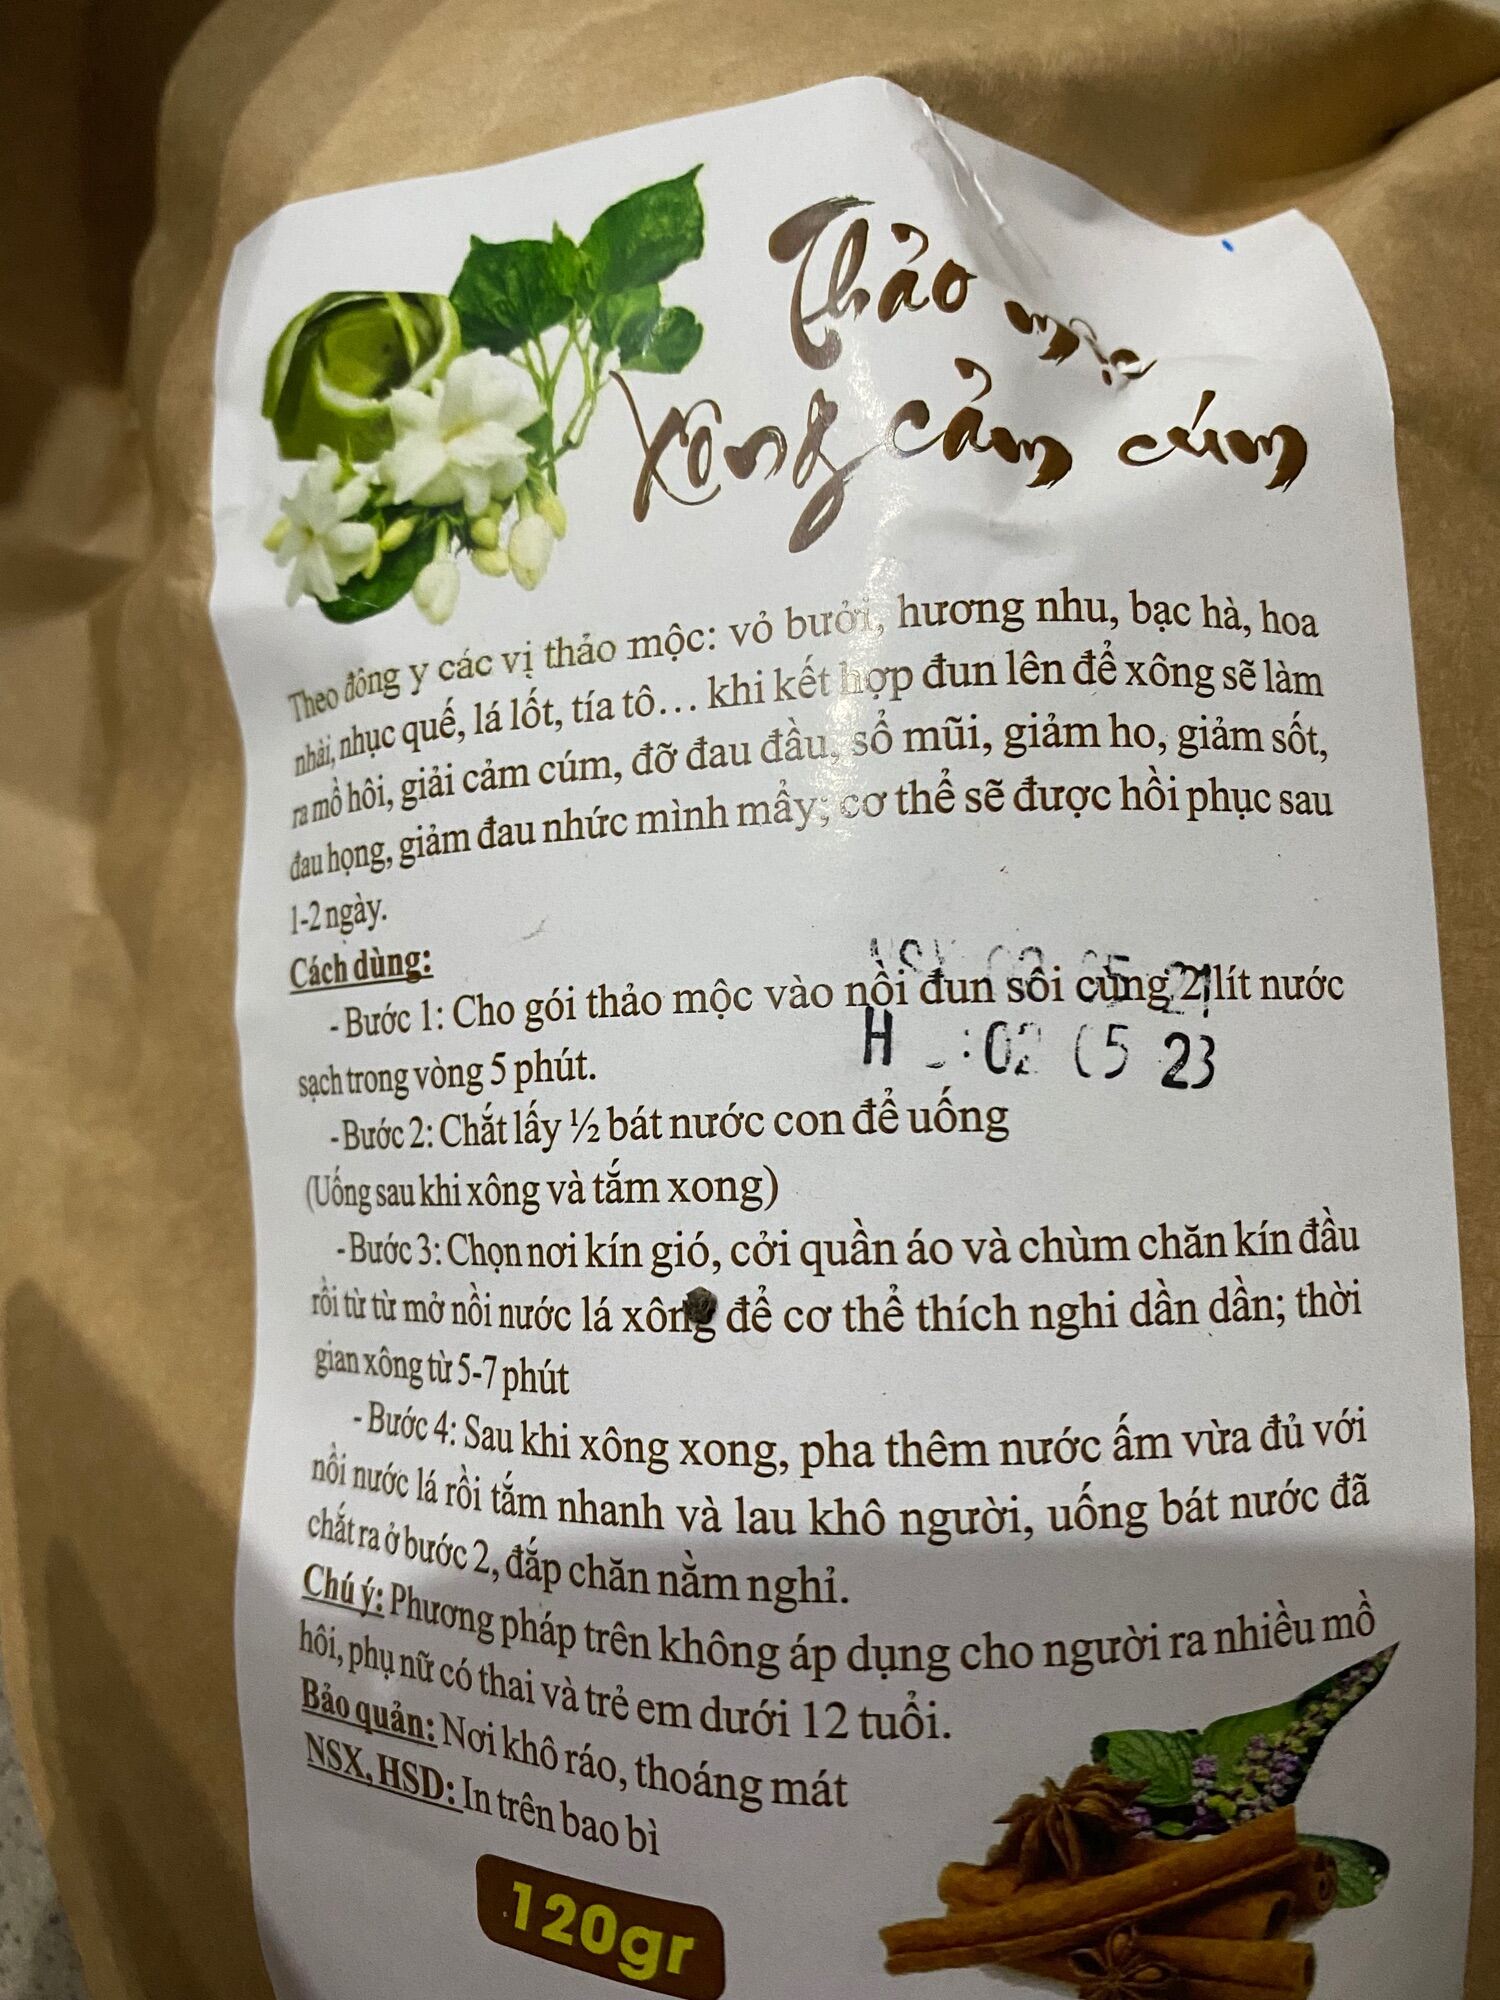 Thảo mộc
xông cảm cúm
Theo đông y các vị thảo mộc: vỏ bưởi, hương nhu, bạc hà, hoa
nhài, nhục quế, lá lốt, tía tô... khi kết hợp đun lên để xông sẽ làm
ra mồ hôi, giải cảm cúm, đỡ đau đầu, sổ mũi, giảm ho, giảm sốt,
đau họng, giảm đau nhức mình mẩy; cơ thể sẽ được hồi phục sau
1-2 ngày.
Cách dùng:
- Bước 1: Cho gói thảo mộc vào nồi đun sôi cùng 2 lít nước
sạch trong vòng 5 phút.
H : 02 5 23
- Bước 2: Chắt lấy ½ bát nước con để uống
(Uống sau khi xông và tắm xong)
- Bước 3: Chọn nơi kín gió, cởi quần áo và chùm chăn kín đầu
rồi từ từ mở nồi nước lá xông để cơ thể thích nghi dần dần; thời
gian xông từ 5-7 phút
- Bước 4: Sau khi xông xong, pha thêm nước ấm vừa đủ với
nồi nước lá rồi tắm nhanh và lau khô người, uống bát nước đã
chắt ra ở bước 2, đắp chăn nằm nghỉ.
Chú ý: Phương pháp trên không áp dụng cho người ra nhiều mồ
hôi, phụ nữ có thai và trẻ em dưới 12 tuổi.
Bảo quản: Nơi khô ráo, thoáng mát
NSX, HSD: In trên bao bì
120gr